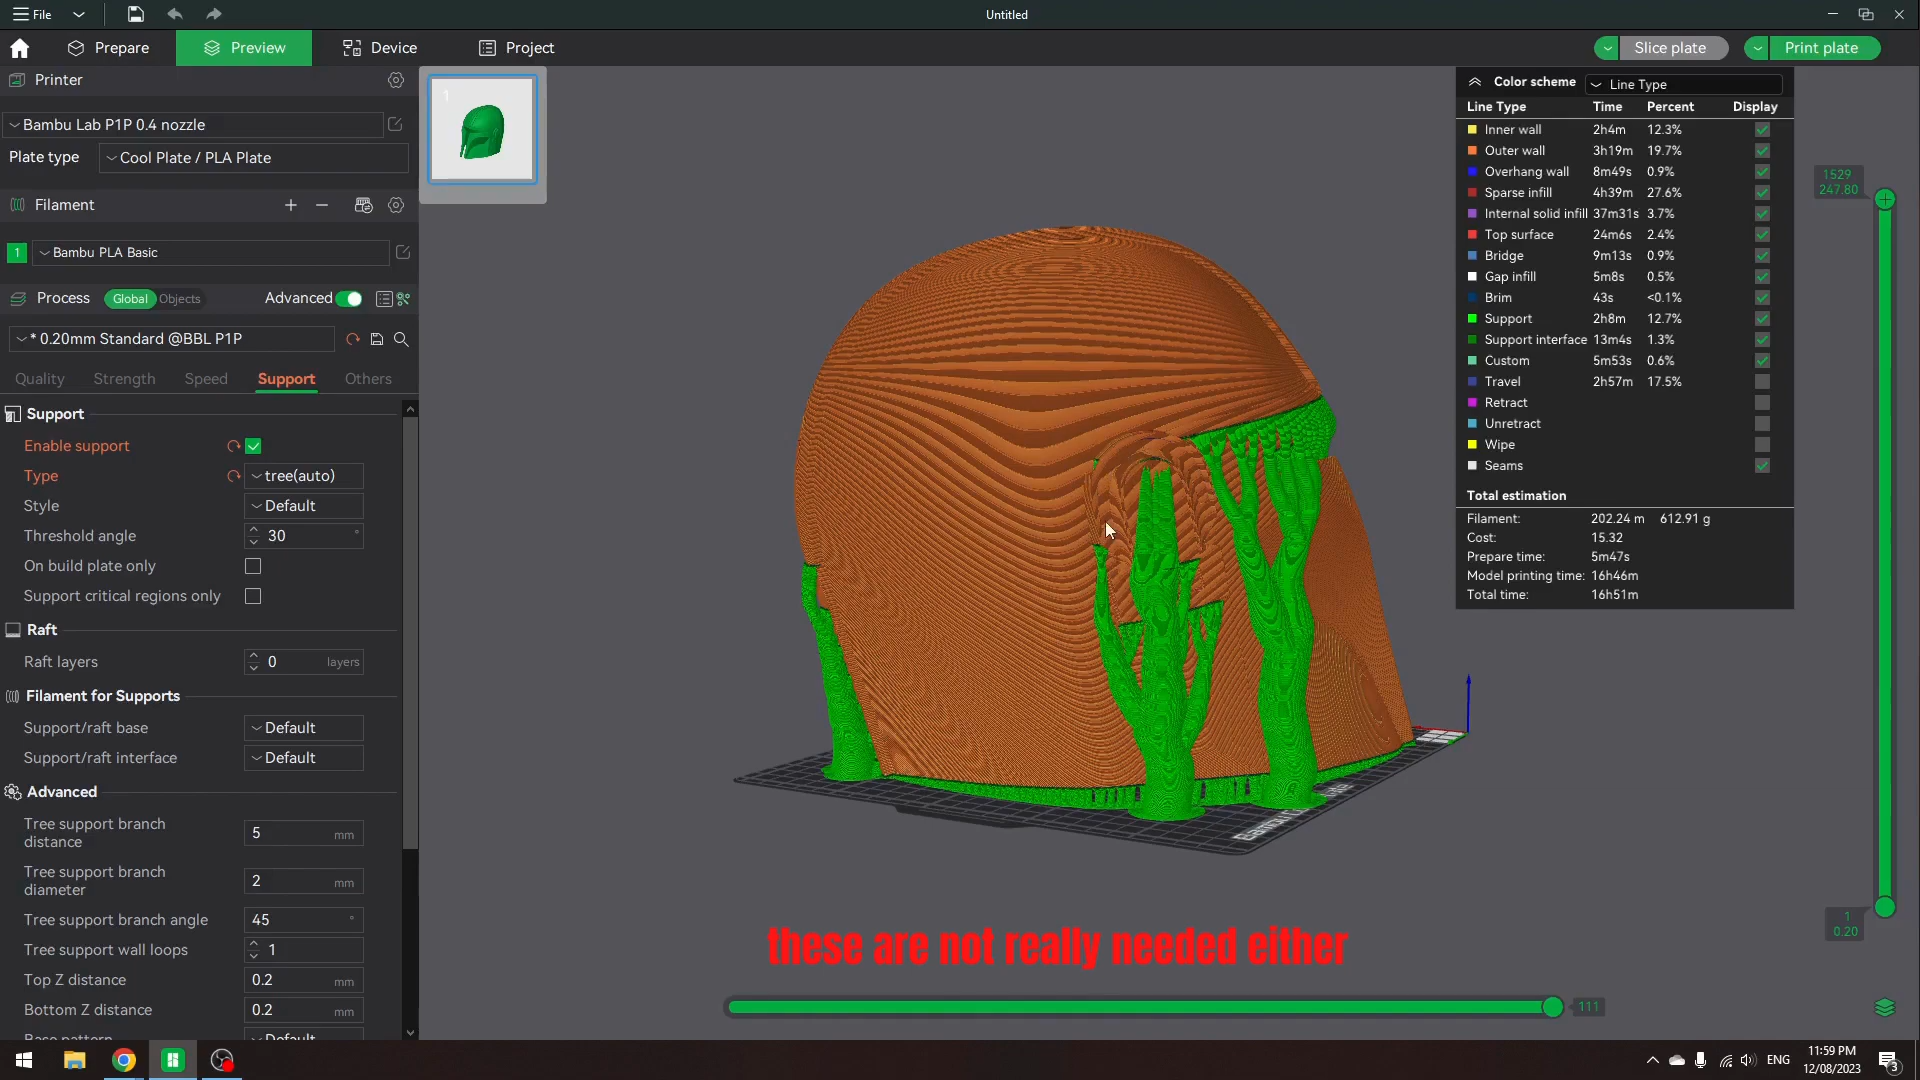 File
Untitled
Prepare
Preview
Device
Project
Slice plate
Print plate
Printer
Bambu Lab P1P 0.4 nozzle
Plate type
Cool Plate / PLA Plate
Filament
1
Bambu PLA Basic
Process
Global
Objects
Advanced
* 0.20mm Standard @BBL P1P
Quality
Strength
Speed
Support
Others
Support
Enable support
Type
tree(auto)
Style
Default
Threshold angle
30 °
On build plate only
Support critical regions only
Raft
Raft layers
0 layers
Filament for Supports
Support/raft base
Default
Support/raft interface
Default
Advanced
Tree support branch
distance
5 mm
Tree support branch
diameter
2 mm
Tree support branch angle
45 °
Tree support wall loops
1
Top Z distance
0.2 mm
Bottom Z distance
0.2 mm
Base pattern
Default
1
Color scheme
Line Type
Line Type Time Percent Display
Inner wall 2h4m 12.3%
Outer wall 3h19m 19.7%
Overhang wall 8m49s 0.9%
Sparse infill 4h39m 27.6%
Internal solid infill 37m31s 3.7%
Top surface 24m6s 2.4%
Bridge 9m13s 0.9%
Gap infill 5m8s 0.5%
Brim 43s <0.1%
Support 2h8m 12.7%
Support interface 13m4s 1.3%
Custom 5m53s 0.6%
Travel 2h57m 17.5%
Retract
Unretract
Wipe
Seams
Total estimation
Filament: 202.24 m 612.91 g
Cost: 15.32
Prepare time: 5m47s
Model printing time: 16h46m
Total time: 16h51m
1529
247.80
1
0.20
these are not really needed either
111
ENG
11:59 PM
12/08/2023
3